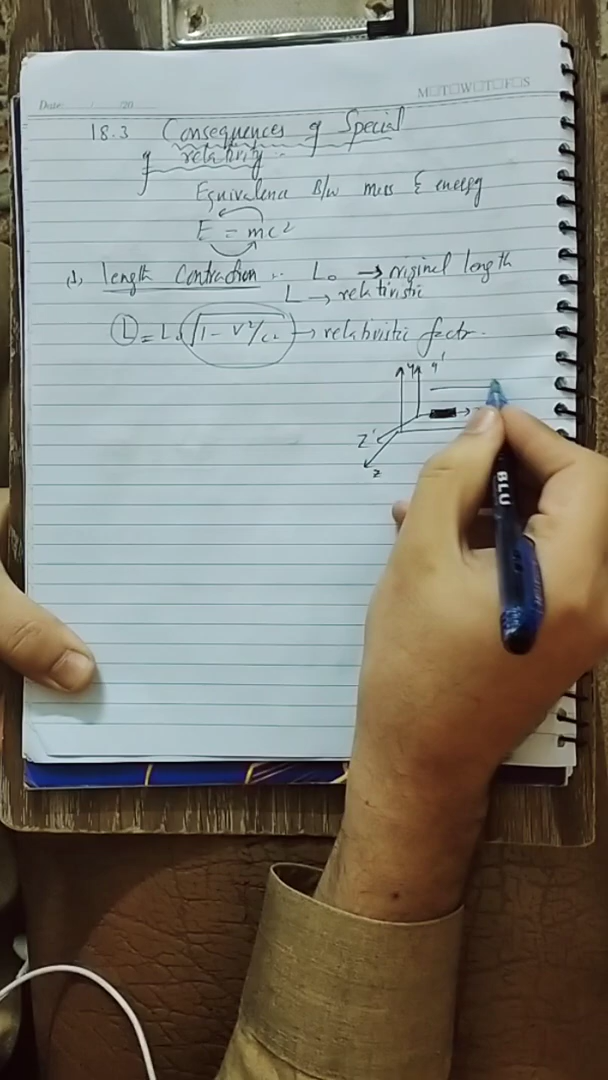 M□T□W□T□F□S
Date: / /20
18.3 Consequences of Special
of relativity :-
Equivalence B/w mass & energy
E = mc²
(1) length Contraction :- L₀ → original length
L → relativistic
L = L₀ √1 - v²/c² → relativistic factor.
y y'
z'
z
BLU